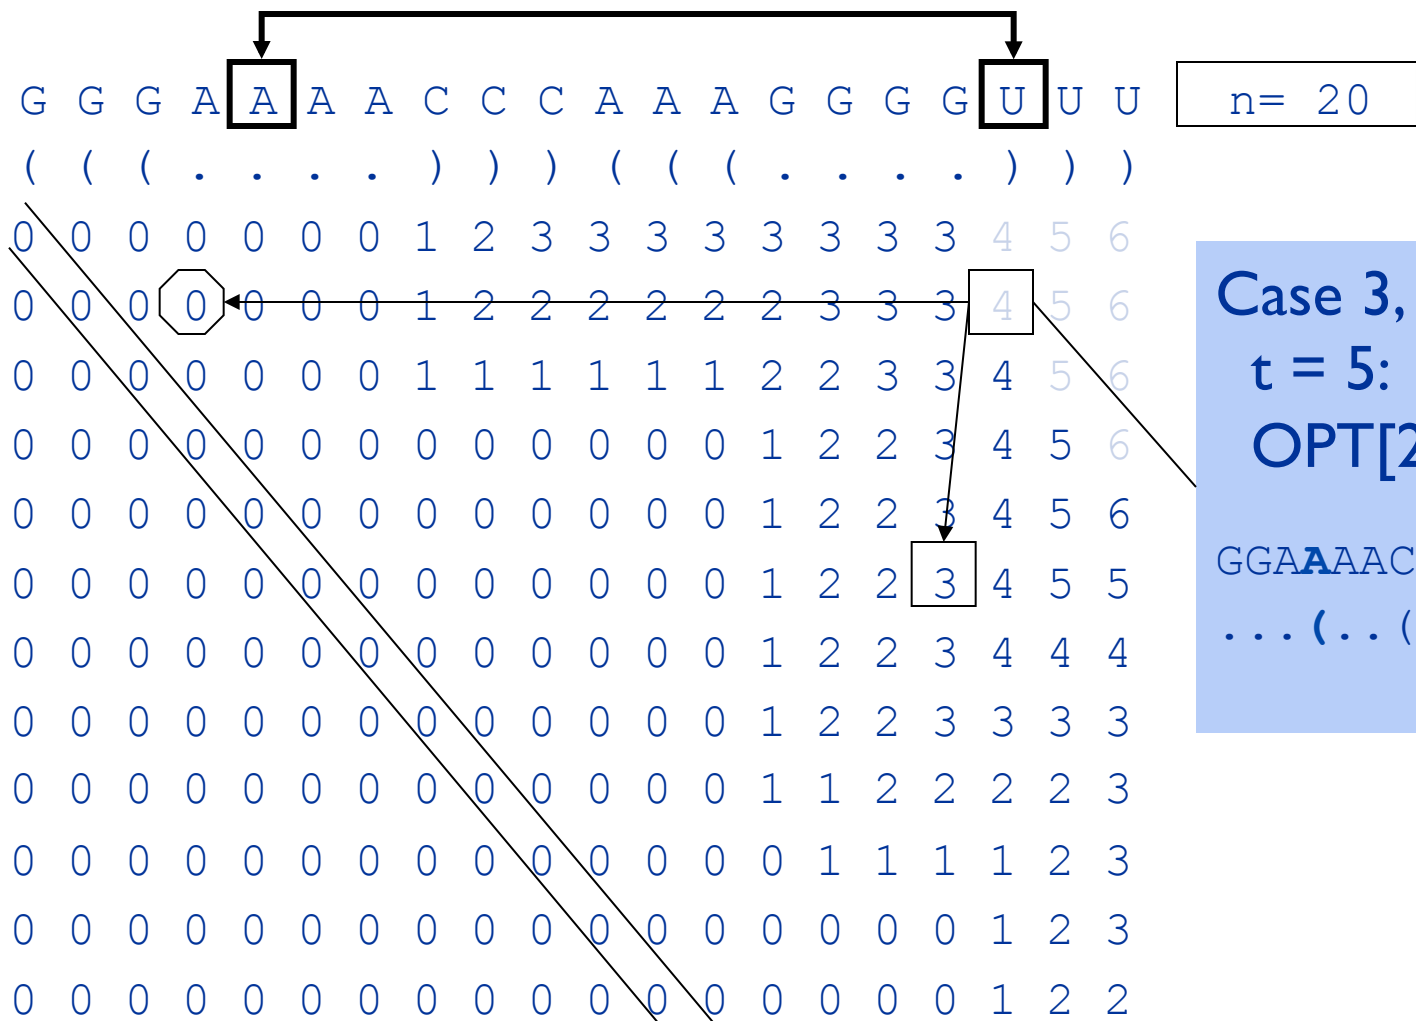 G G G A A A A C C C A A A G G G G U U U
n= 20
( ( ( . . . . ) ) ) ( ( ( . . . . ) ) )
0 0 0 0 0 0 0 1 2 3 3 3 3 3 3 3 3 4 5 6
0 0 0 0 0 0 0 1 2 2 2 2 2 2 3 3 3 4 5 6
0 0 0 0 0 0 0 1 1 1 1 1 1 2 2 3 3 4 5 6
0 0 0 0 0 0 0 0 0 0 0 0 0 1 2 2 3 4 5 6
0 0 0 0 0 0 0 0 0 0 0 0 0 1 2 2 3 4 5 6
0 0 0 0 0 0 0 0 0 0 0 0 0 1 2 2 3 4 5 5
0 0 0 0 0 0 0 0 0 0 0 0 0 1 2 2 3 4 4 4
0 0 0 0 0 0 0 0 0 0 0 0 0 1 2 2 3 3 3 3
0 0 0 0 0 0 0 0 0 0 0 0 0 1 1 2 2 2 2 3
0 0 0 0 0 0 0 0 0 0 0 0 0 0 1 1 1 1 2 3
0 0 0 0 0 0 0 0 0 0 0 0 0 0 0 0 0 1 2 3
0 0 0 0 0 0 0 0 0 0 0 0 0 0 0 0 0 1 2 2
Case 3,
t = 5:
OPT[2
GGAAAAC
...(..(